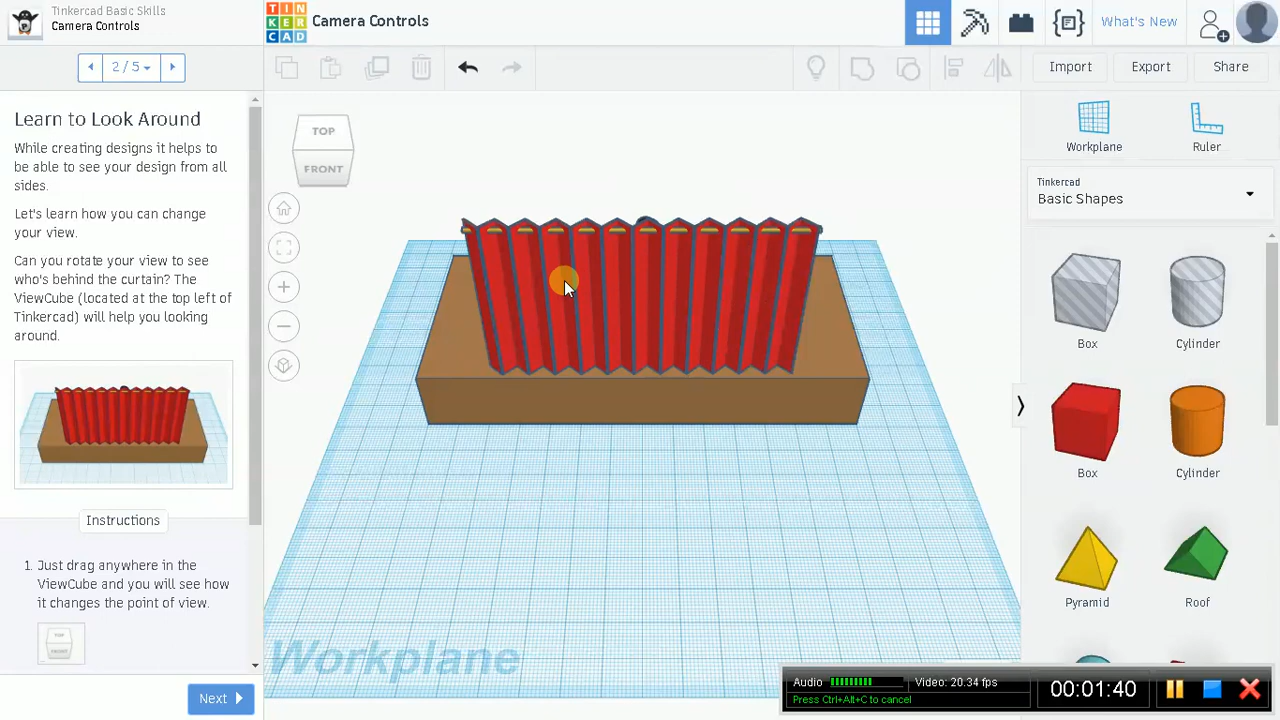 Tinkercad Basic Skills
Camera Controls
TIN
KER
CAD
Camera Controls
What's New
2 / 5
Import
Export
Share
Learn to Look Around
While creating designs it helps to
be able to see your design from all
sides.
Let's learn how you can change
your view.
Can you rotate your view to see
who's behind the curtain? The
ViewCube (located at the top left of
Tinkercad) will help you looking
around.
Instructions
1. Just drag anywhere in the
ViewCube and you will see how
it changes the point of view.
TOP
FRONT
Workplane
Workplane
Ruler
Tinkercad
Basic Shapes
Box
Cylinder
Box
Cylinder
Pyramid
Roof
Audio
Video: 20.34 fps
Press Ctrl+Alt+C to cancel
00:01:40